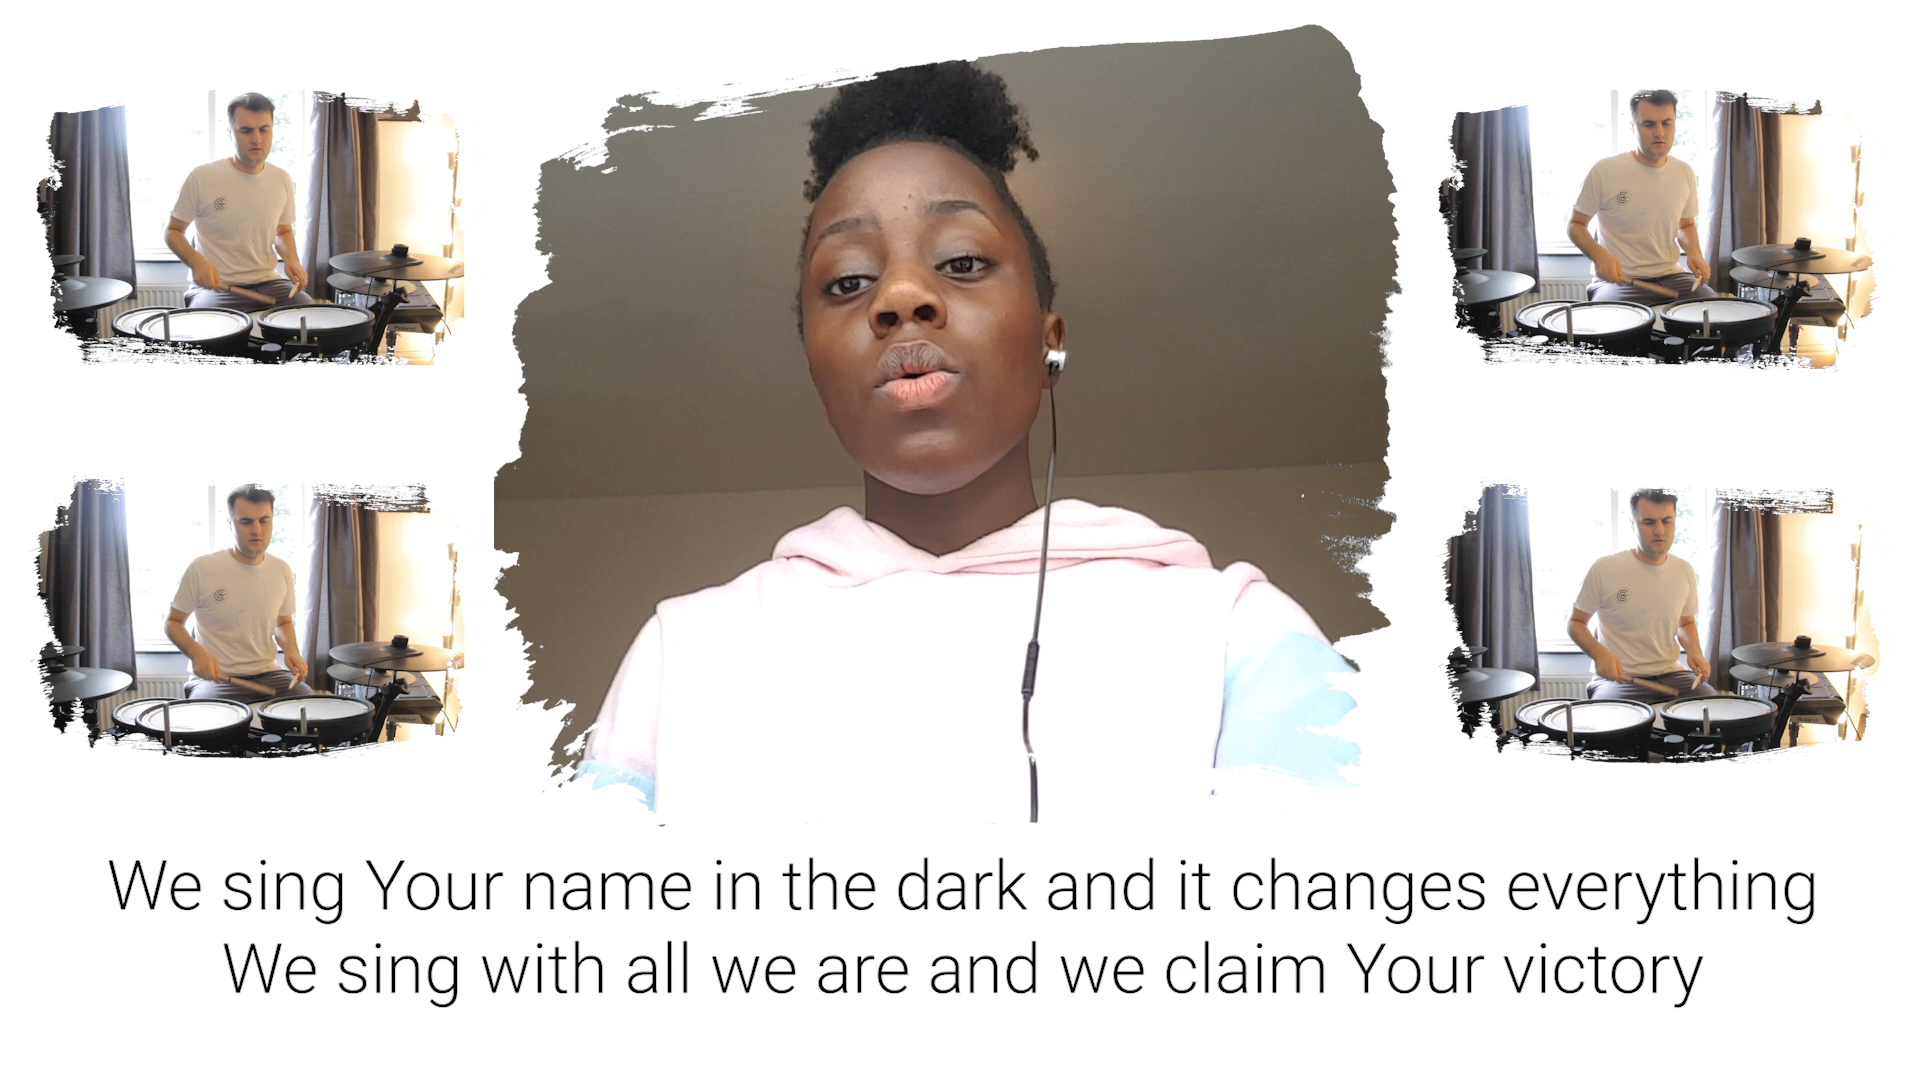 We sing Your name in the dark and it changes everything
We sing with all we are and we claim Your victory